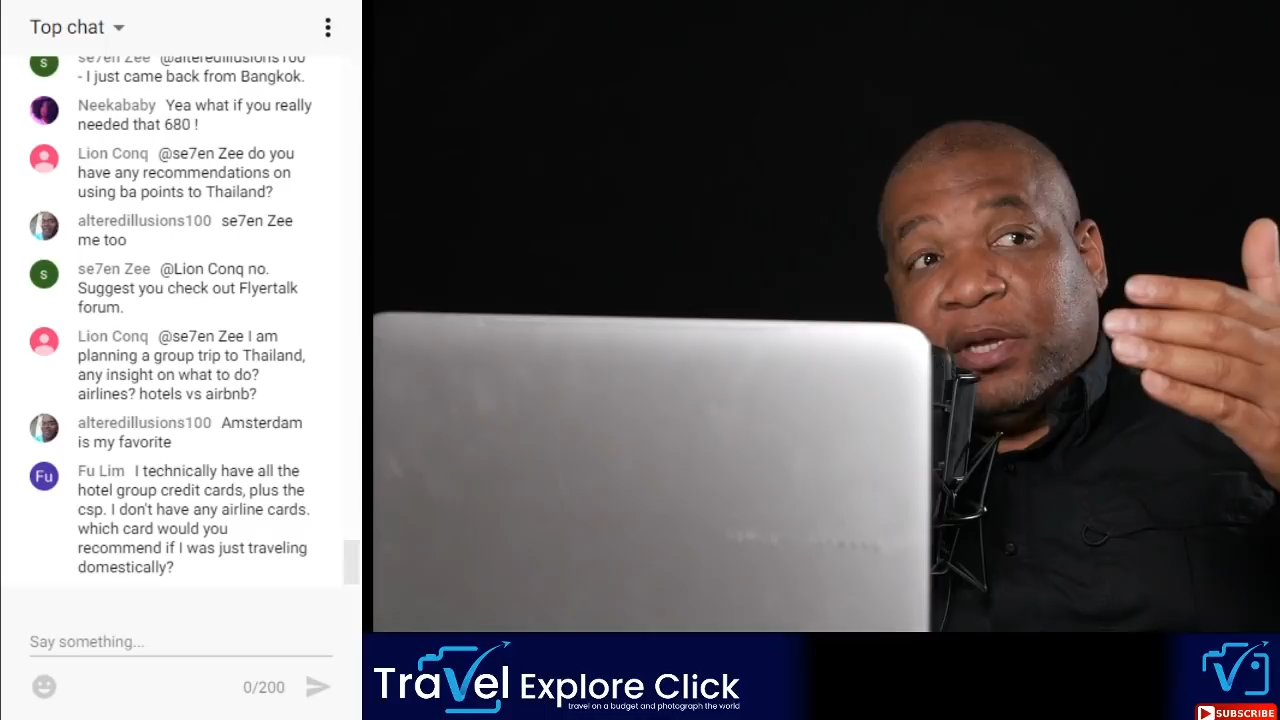 Top chat
se7en Zee @alteredillusions100
- I just came back from Bangkok.
Neekababy Yea what if you really
needed that 680 !
Lion Conq @se7en Zee do you
have any recommendations on
using ba points to Thailand?
alteredillusions100 se7en Zee
me too
se7en Zee @Lion Conq no.
Suggest you check out Flyertalk
forum.
Lion Conq @se7en Zee I am
planning a group trip to Thailand,
any insight on what to do?
airlines? hotels vs airbnb?
alteredillusions100 Amsterdam
is my favorite
Fu Fu Lim I technically have all the
hotel group credit cards, plus the
csp. I don't have any airline cards.
which card would you
recommend if I was just traveling
domestically?
Say something...
0/200
Travel Explore Click
travel on a budget and photograph the world
SUBSCRIBE